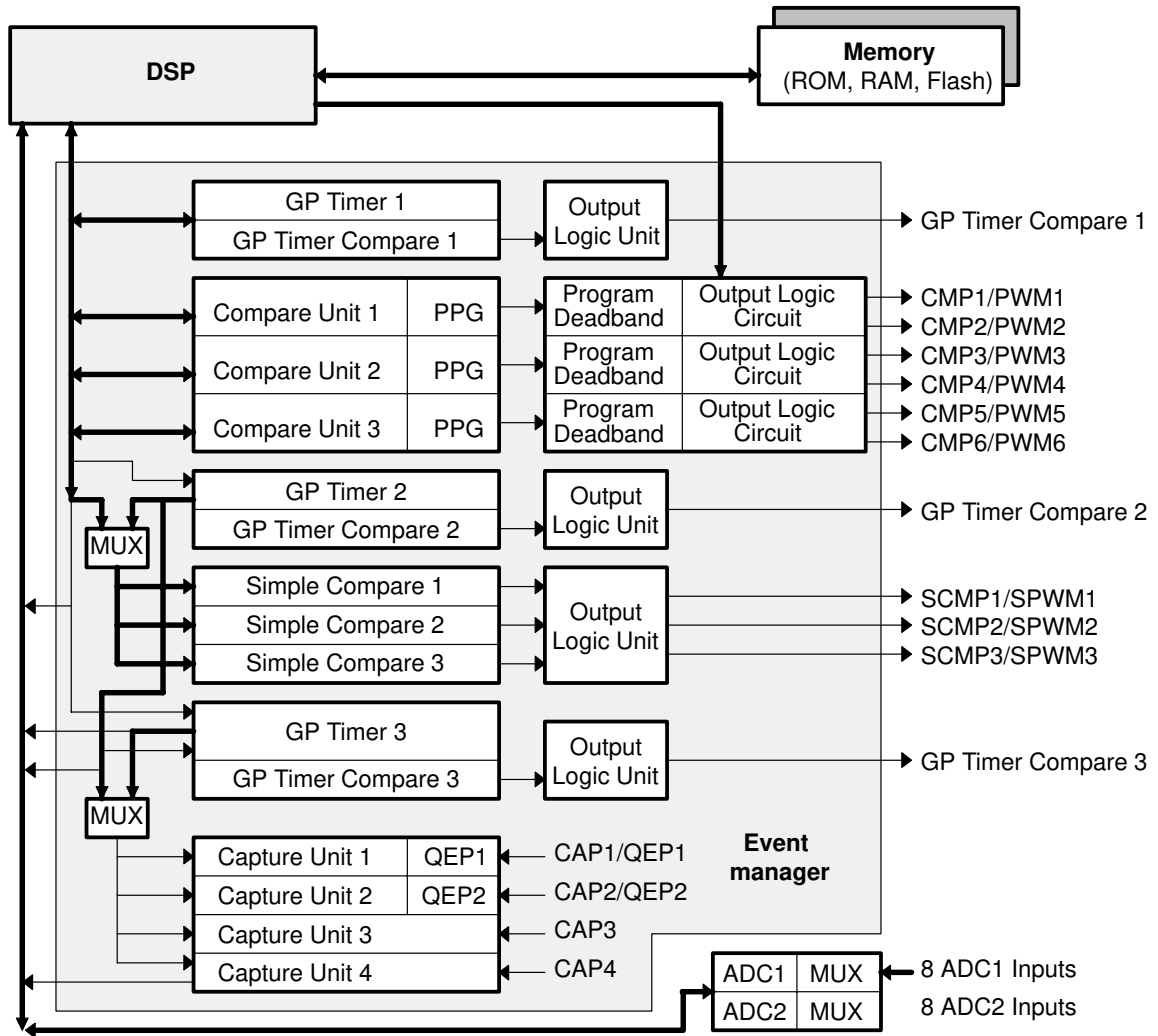 DSP
Memory
(ROM, RAM, Flash)
GP Timer 1
GP Timer Compare 1
Output
Logic Unit
GP Timer Compare 1
Compare Unit 1
PPG
Program
Deadband
Output Logic
Circuit
CMP1/PWM1
CMP2/PWM2
Compare Unit 2
PPG
Program
Deadband
Output Logic
Circuit
CMP3/PWM3
CMP4/PWM4
Compare Unit 3
PPG
Program
Deadband
Output Logic
Circuit
CMP5/PWM5
CMP6/PWM6
GP Timer 2
GP Timer Compare 2
Output
Logic Unit
GP Timer Compare 2
MUX
Simple Compare 1
Simple Compare 2
Simple Compare 3
Output
Logic Unit
SCMP1/SPWM1
SCMP2/SPWM2
SCMP3/SPWM3
GP Timer 3
GP Timer Compare 3
Output
Logic Unit
GP Timer Compare 3
MUX
Capture Unit 1
QEP1
CAP1/QEP1
Capture Unit 2
QEP2
CAP2/QEP2
Capture Unit 3
CAP3
Capture Unit 4
CAP4
Event
manager
ADC1
MUX
8 ADC1 Inputs
ADC2
MUX
8 ADC2 Inputs